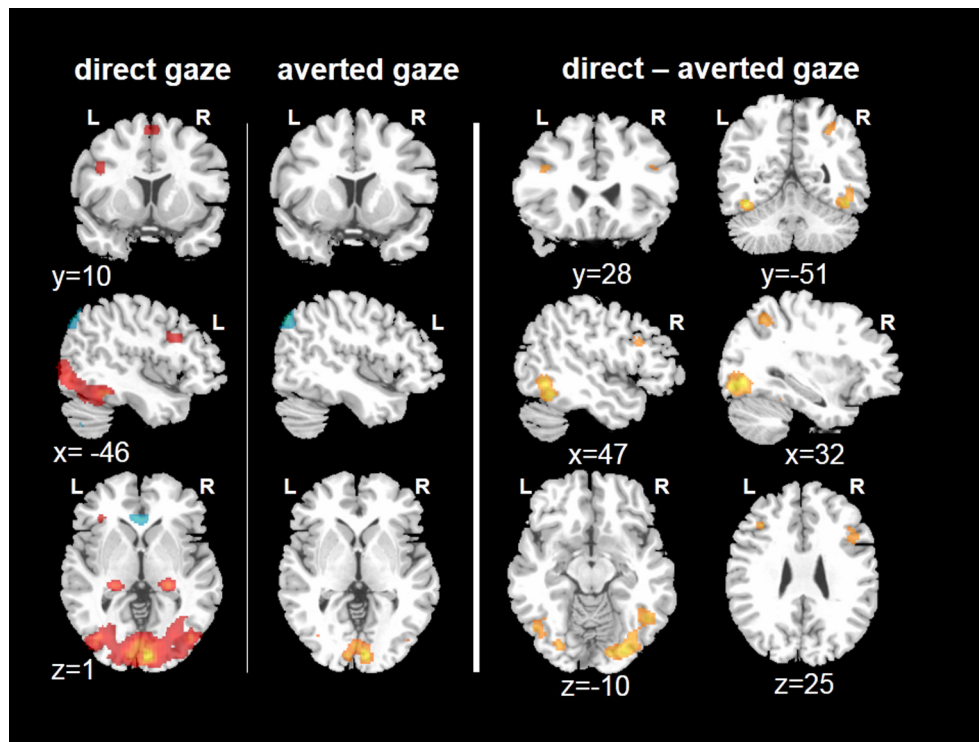 direct gaze
averted gaze
direct – averted gaze
L R
L R
L R
L R
y=10
y=28
y=-51
L
L
R
R
x= -46
x=47
x=32
L R
L R
L R
L R
z=1
z=-10
z=25